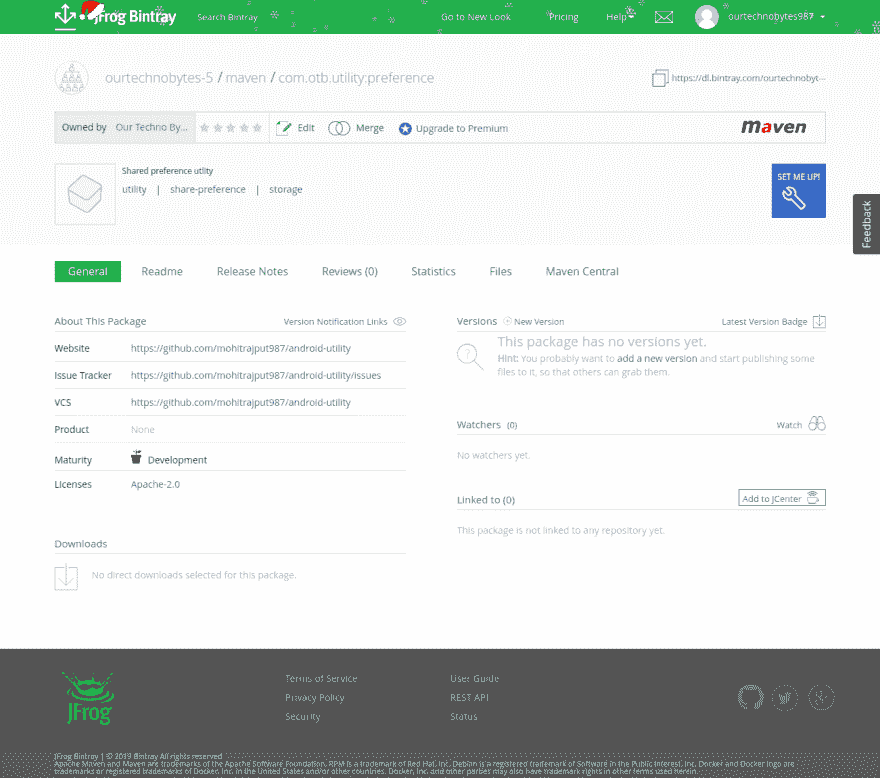 JFrog Bintray
Search Bintray
Go to New Look
Pricing
Help
ourtechnobytes987
ourtechnobytes-5 / maven / com.otb.utility:preference
https://dl.bintray.com/ourtechnobyt...
Owned by Our Techno By...
Edit
Merge
Upgrade to Premium
maven
Shared preference utlity
utility | share-preference | storage
SET ME UP!
Feedback
General
Readme
Release Notes
Reviews (0)
Statistics
Files
Maven Central
About This Package
Version Notification Links
Website https://github.com/mohitrajput987/android-utility
Issue Tracker https://github.com/mohitrajput987/android-utility/issues
VCS https://github.com/mohitrajput987/android-utility
Product None
Maturity Development
Licenses Apache-2.0
Downloads
No direct downloads selected for this package.
Versions New Version
Latest Version Badge
This package has no versions yet.
Hint: You probably want to add a new version and start publishing some
files to it, so that others can grab them.
Watchers (0)
Watch
No watchers yet.
Linked to (0)
Add to JCenter
This package is not linked to any repository yet.
JFrog
Terms of Service
Privacy Policy
Security
User Guide
REST API
Status
JFrog Bintray | © 2019 Bintray All rights reserved
Apache Maven and Maven are trademarks of the Apache Software Foundation. RPM is a trademark of Red Hat, Inc. Debian is a registered trademark of Software in the Public Interest, Inc. Docker and Docker logo are
trademarks or registered trademarks of Docker, Inc. in the United States and/or other countries. Docker, Inc. and other parties may also have trademark rights in other terms used herein.